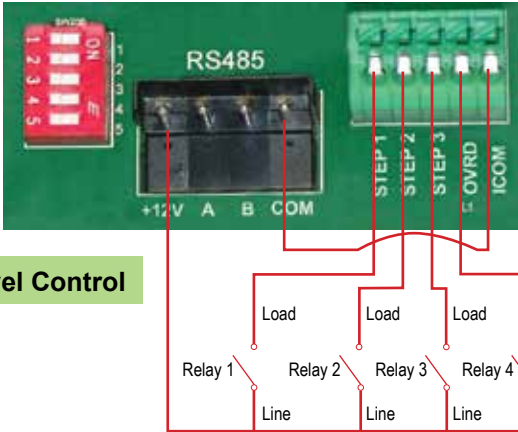 ON
1 2 3 4 5
1
2
3
4
5
RS485
+12V A B COM
STEP 1
STEP 2
STEP 3
OVRD
ICOM
L1
vel Control
Load
Load
Load
Relay 1
Relay 2
Relay 3
Relay 4
Line
Line
Line